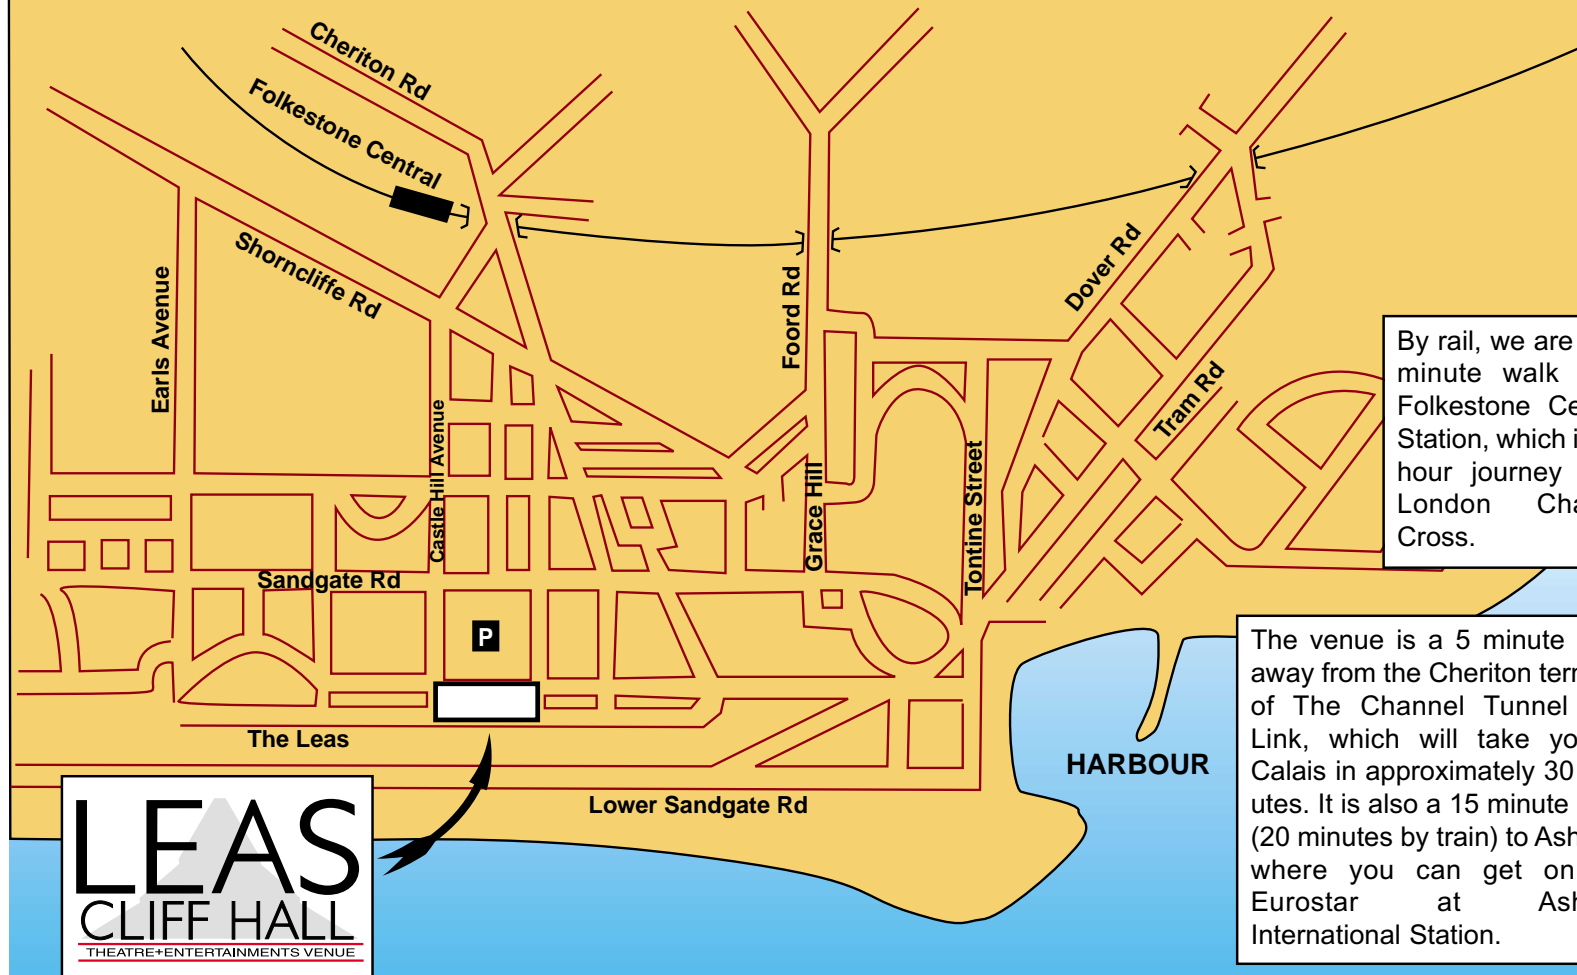 Cheriton Rd
Folkestone Central
Shorncliffe Rd
Earls Avenue
Castle Hill Avenue
Foord Rd
Dover Rd
Tram Rd
Grace Hill
Tontine Street
Sandgate Rd
P
The Leas
Lower Sandgate Rd
HARBOUR
By rail, we are
minute walk
Folkestone Ce
Station, which i
hour journey
London Cha
Cross.
The venue is a 5 minute
away from the Cheriton term
of The Channel Tunnel
Link, which will take yo
Calais in approximately 30
utes. It is also a 15 minute
(20 minutes by train) to Ash
where you can get on
Eurostar at Ash
International Station.
LEAS
CLIFF HALL
THEATRE+ENTERTAINMENTS VENUE